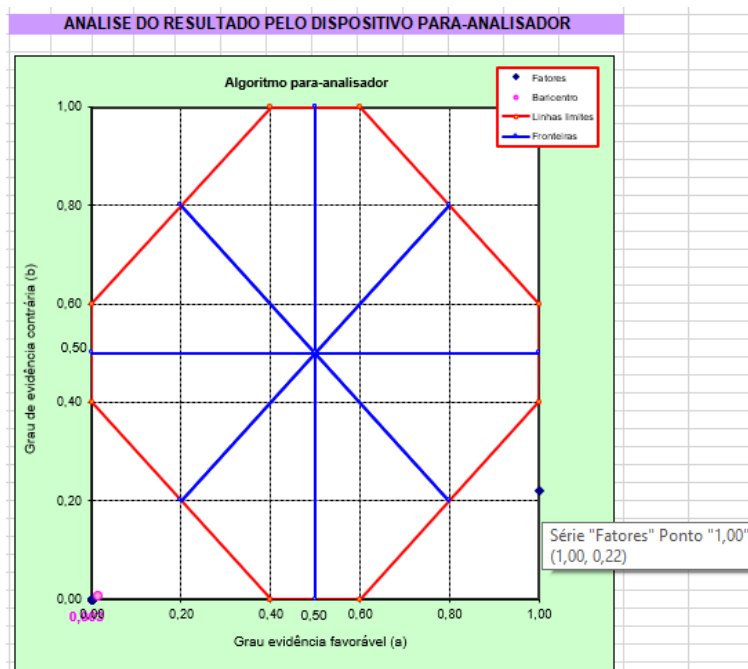 ANALISE DO RESULTADO PELO DISPOSITIVO PARA-ANALISADOR
Algoritmo para-analisador
Fatores
Baricentro
Linhas limites
Fronteiras
1,00
0,80
0,60
0,50
0,40
0,20
0,00
Grau de evidência contrária (b)
0,00 0,20 0,40 0,50 0,60 0,80 1,00
Grau evidência favorável (a)
Série "Fatores" Ponto "1,00"
(1,00, 0,22)